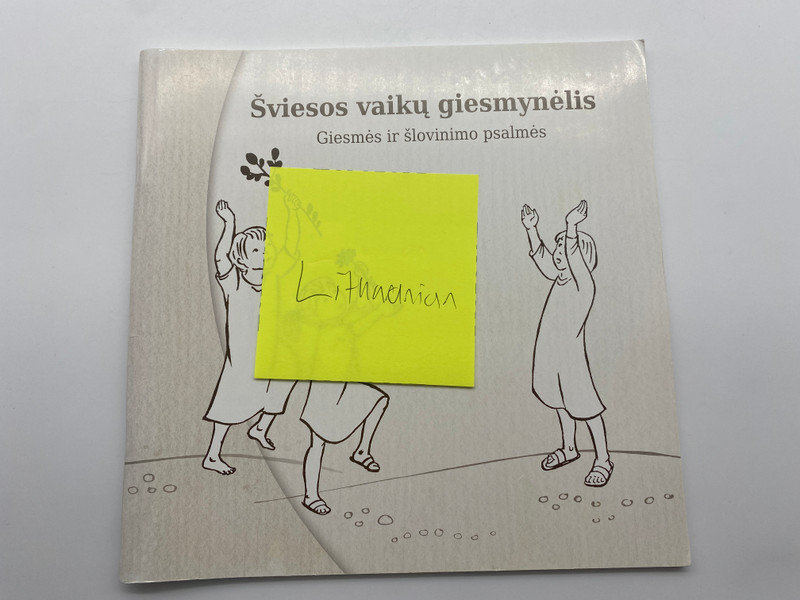 Šviesos vaikų giesmynėlis
Giesmės ir šlovinimo psalmės
Lithuanian